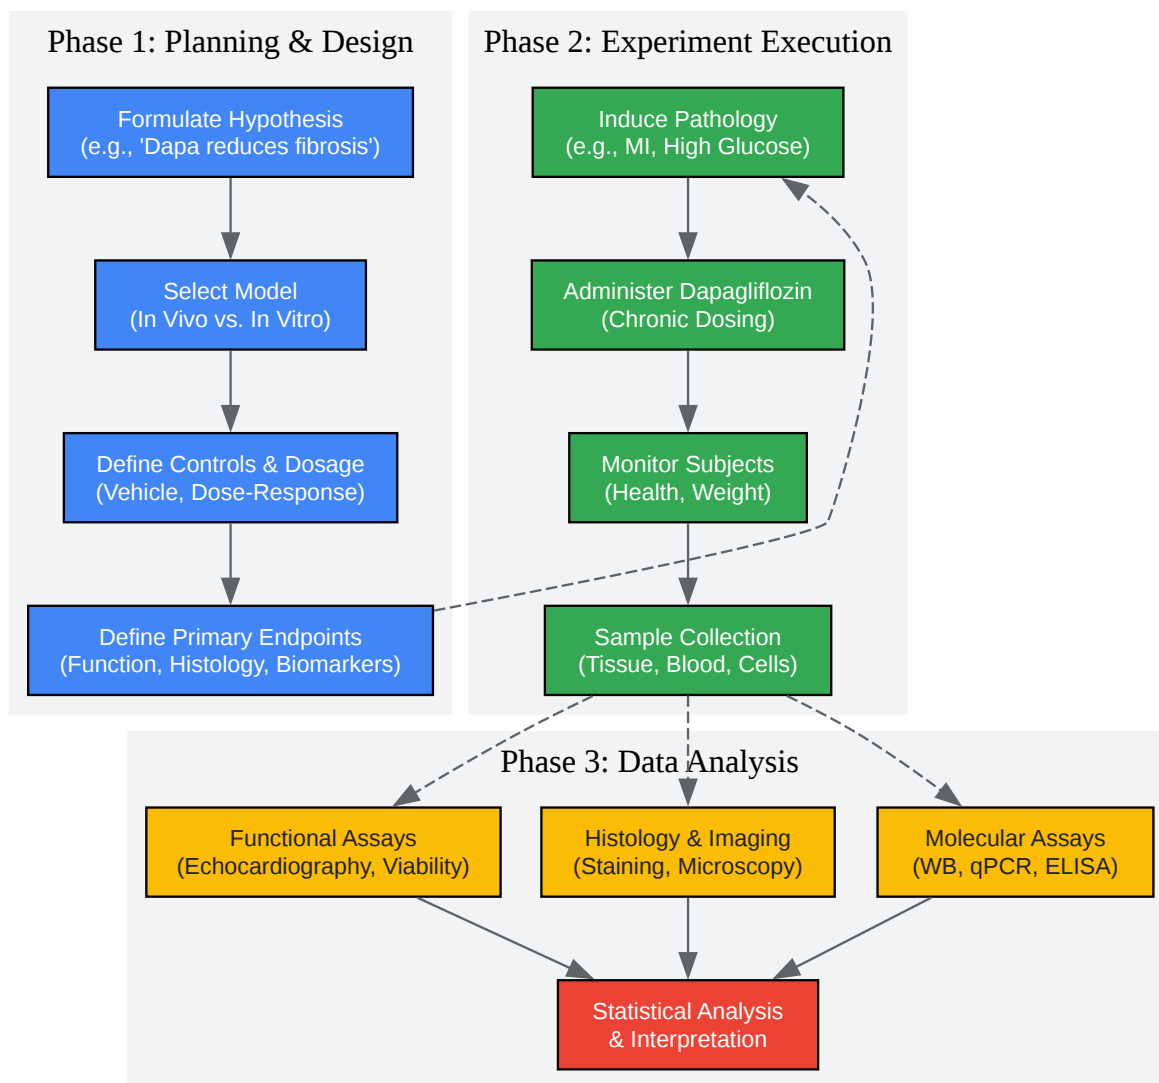 Phase 1: Planning & Design
Formulate Hypothesis
(e.g., 'Dapa reduces fibrosis')
Select Model
(In Vivo vs. In Vitro)
Define Controls & Dosage
(Vehicle, Dose-Response)
Define Primary Endpoints
(Function, Histology, Biomarkers)
Phase 2: Experiment Execution
Induce Pathology
(e.g., MI, High Glucose)
Administer Dapagliflozin
(Chronic Dosing)
Monitor Subjects
(Health, Weight)
Sample Collection
(Tissue, Blood, Cells)
Phase 3: Data Analysis
Functional Assays
(Echocardiography, Viability)
Histology & Imaging
(Staining, Microscopy)
Molecular Assays
(WB, qPCR, ELISA)
Statistical Analysis
& Interpretation